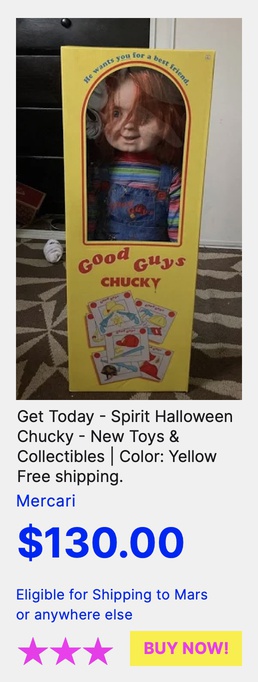 He wants you for a best friend.
Good Guys
CHUCKY
Get Today - Spirit Halloween
Chucky - New Toys &
Collectibles | Color: Yellow
Free shipping.
Mercari
$130.00
Eligible for Shipping to Mars
or anywhere else
BUY NOW!